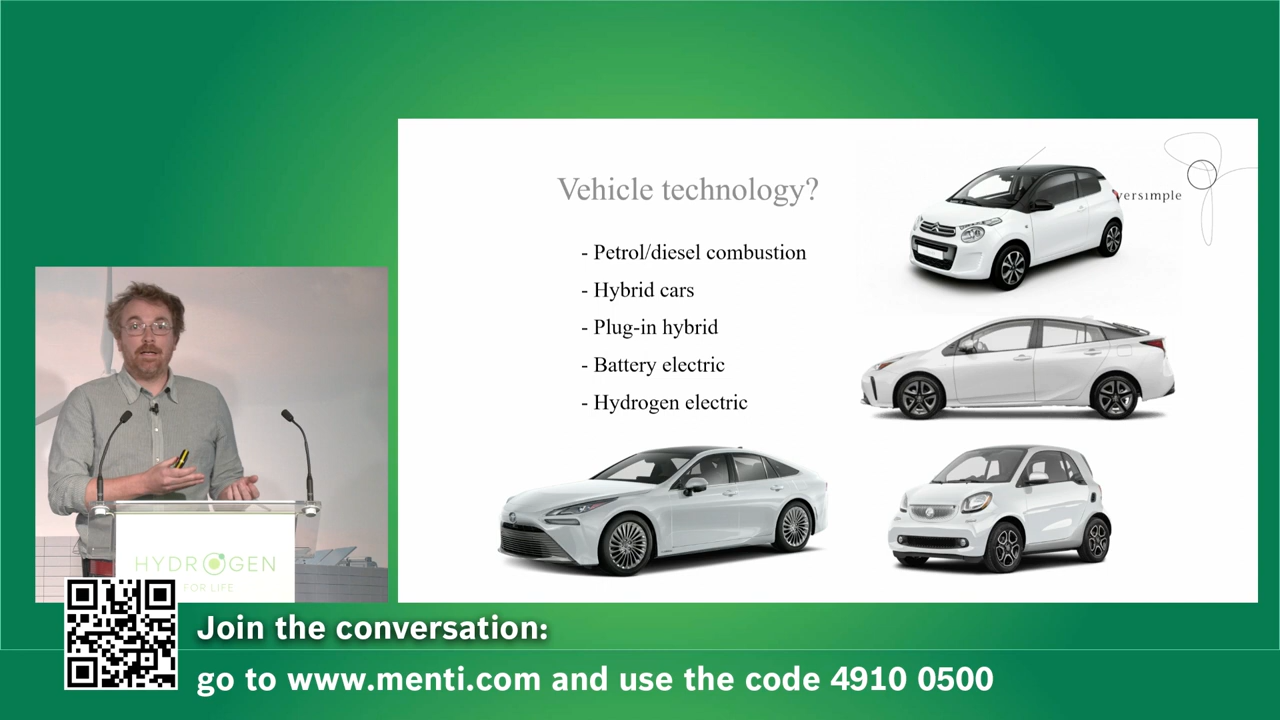 Vehicle technology?
versimple
- Petrol/diesel combustion
- Hybrid cars
- Plug-in hybrid
- Battery electric
- Hydrogen electric
HYDROGEN
FOR LIFE
Join the conversation:
go to www.menti.com and use the code 4910 0500